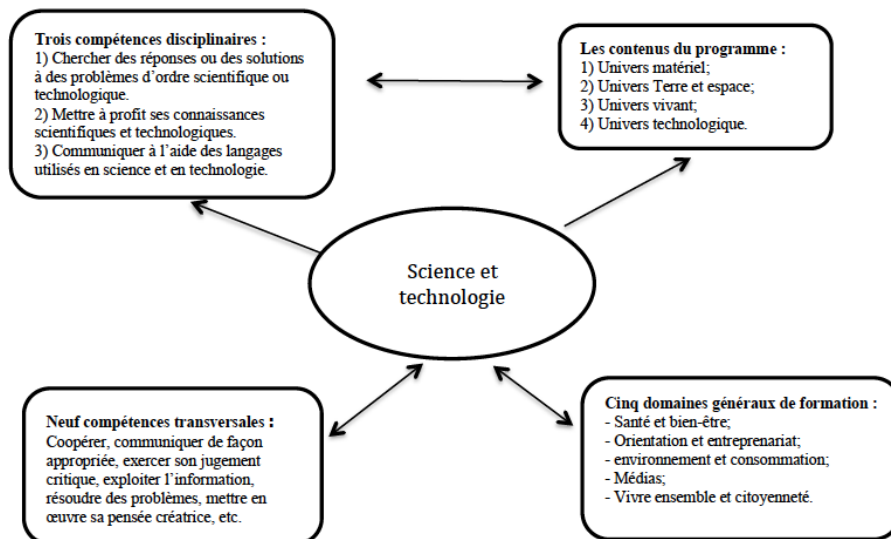 Trois compétences disciplinaires :
1) Chercher des réponses ou des solutions
à des problèmes d’ordre scientifique ou
technologique.
2) Mettre à profit ses connaissances
scientifiques et technologiques.
3) Communiquer à l’aide des langages
utilisés en science et en technologie.
Les contenus du programme :
1) Univers matériel;
2) Univers Terre et espace;
3) Univers vivant;
4) Univers technologique.
Science et
technologie
Neuf compétences transversales :
Coopérer, communiquer de façon
appropriée, exercer son jugement
critique, exploiter l’information,
résoudre des problèmes, mettre en
œuvre sa pensée créatrice, etc.
Cinq domaines généraux de formation :
- Santé et bien-être;
- Orientation et entreprenariat;
- environnement et consommation;
- Médias;
- Vivre ensemble et citoyenneté.